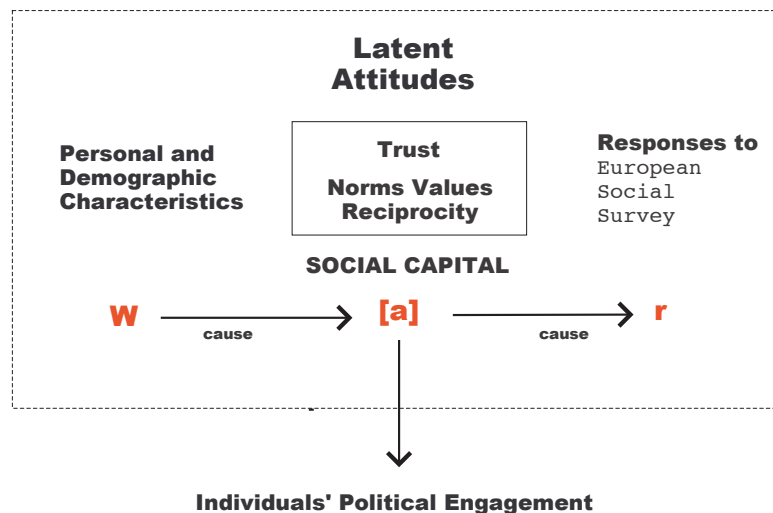 Latent
Attitudes
Personal and
Demographic
Characteristics
Trust
Norms Values
Reciprocity
Responses to
European
Social
Survey
SOCIAL CAPITAL
W
cause
[a]
cause
r
Individuals' Political Engagement